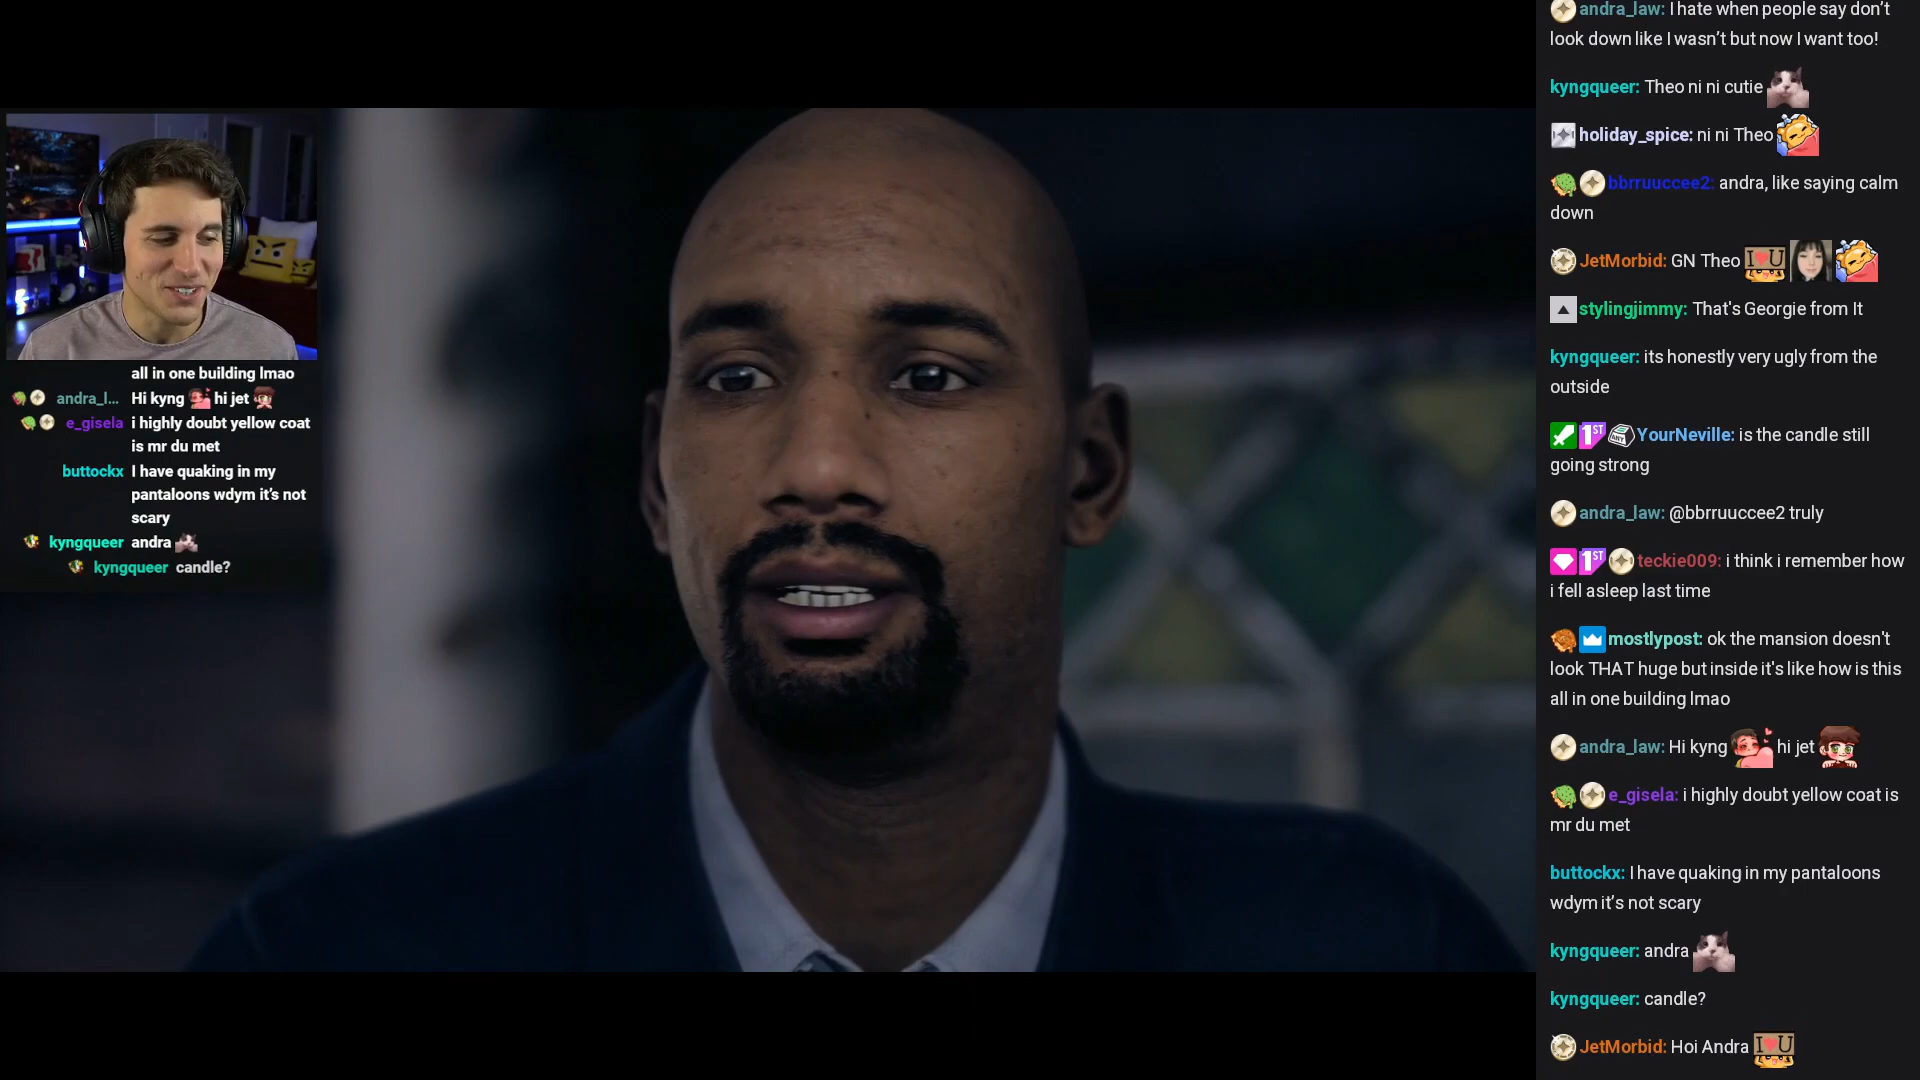 all in one building lmao
andra_l... Hi kyng hi jet
e_gisela i highly doubt yellow coat
is mr du met
buttockx I have quaking in my
pantaloons wdym it's not
scary
kyngqueer andra
kyngqueer candle?
andra_law: I hate when people say don't
look down like I wasn't but now I want too!
kyngqueer: Theo ni ni cutie
holiday_spice: ni ni Theo
bbrruuccee2: andra, like saying calm
down
JetMorbid: GN Theo I ♥ U
stylingjimmy: That's Georgie from It
kyngqueer: its honestly very ugly from the
outside
1ST ANY YourNeville: is the candle still
going strong
andra_law: @bbrruuccee2 truly
1ST teckie009: i think i remember how
i fell asleep last time
mostlypost: ok the mansion doesn't
look THAT huge but inside it's like how is this
all in one building lmao
andra_law: Hi kyng hi jet
e_gisela: i highly doubt yellow coat is
mr du met
buttockx: I have quaking in my pantaloons
wdym it's not scary
kyngqueer: andra
kyngqueer: candle?
JetMorbid: Hoi Andra I ♥ U